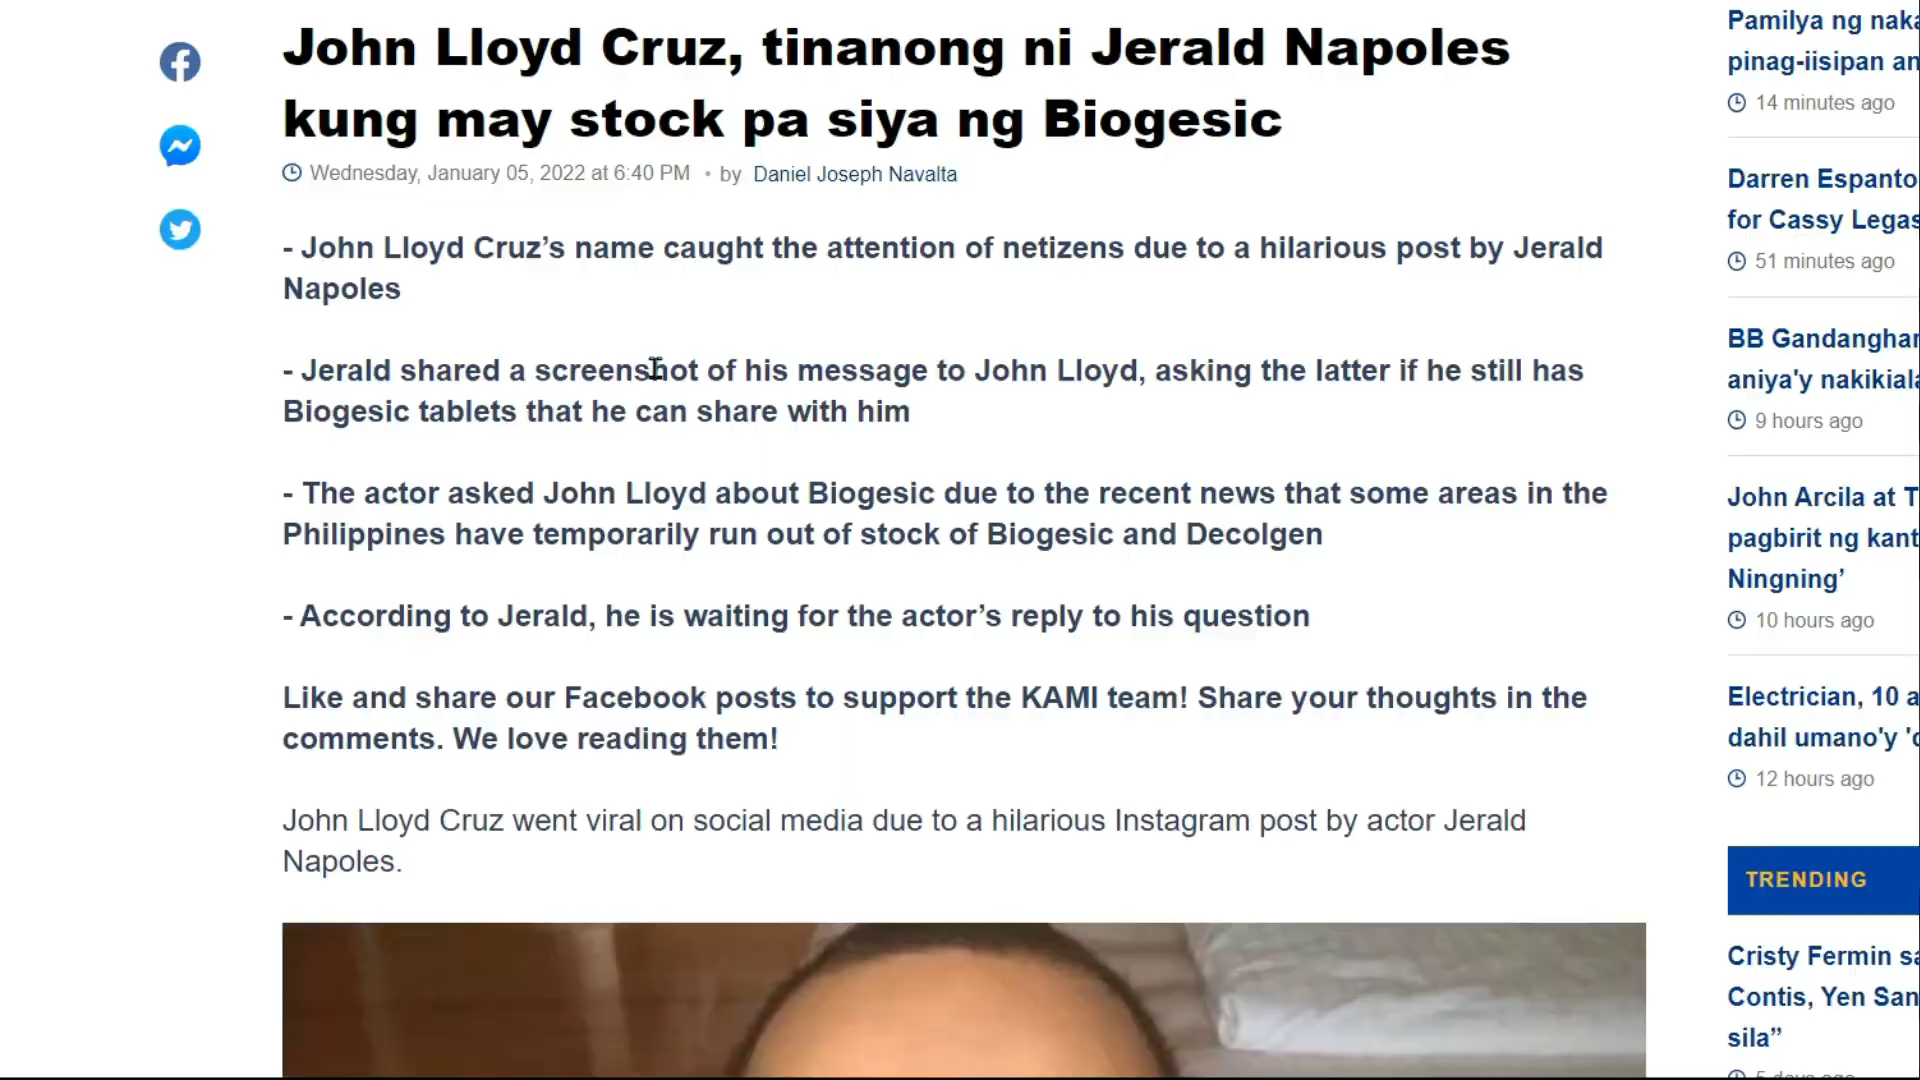 John Lloyd Cruz, tinanong ni Jerald Napoles
kung may stock pa siya ng Biogesic
Wednesday, January 05, 2022 at 6:40 PM • by Daniel Joseph Navalta
- John Lloyd Cruz’s name caught the attention of netizens due to a hilarious post by Jerald
Napoles
- Jerald shared a screenshot of his message to John Lloyd, asking the latter if he still has
Biogesic tablets that he can share with him
- The actor asked John Lloyd about Biogesic due to the recent news that some areas in the
Philippines have temporarily run out of stock of Biogesic and Decolgen
- According to Jerald, he is waiting for the actor’s reply to his question
Like and share our Facebook posts to support the KAMI team! Share your thoughts in the
comments. We love reading them!
John Lloyd Cruz went viral on social media due to a hilarious Instagram post by actor Jerald
Napoles.
Pamilya ng
pinag-iisipan
14 minutes ago
Darren Espanto
for Cassy
51 minutes ago
BB
aniya'y
9 hours ago
John Arcila at
pagbirit ng
Ningning’
10 hours ago
Electrician, 10
dahil umano'y
12 hours ago
TRENDING
Cristy Fermin
Contis, Yen
sila”